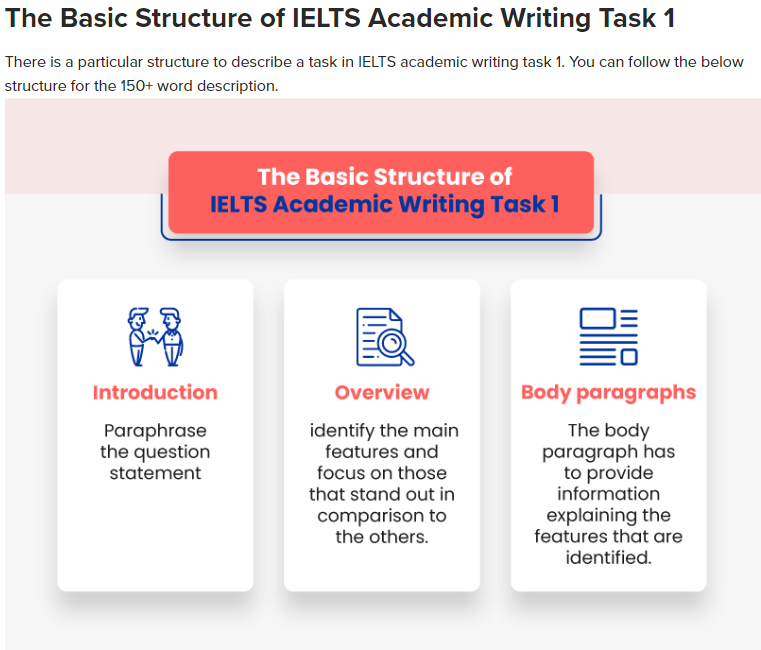 The Basic Structure of IELTS Academic Writing Task 1
There is a particular structure to describe a task in IELTS academic writing task 1. You can follow the below
structure for the 150+ word description.
The Basic Structure of
IELTS Academic Writing Task 1
Introduction
Paraphrase
the question
statement
Overview
identify the main
features and
focus on those
that stand out in
comparison to
the others.
Body paragraphs
The body
paragraph has
to provide
information
explaining the
features that are
identified.